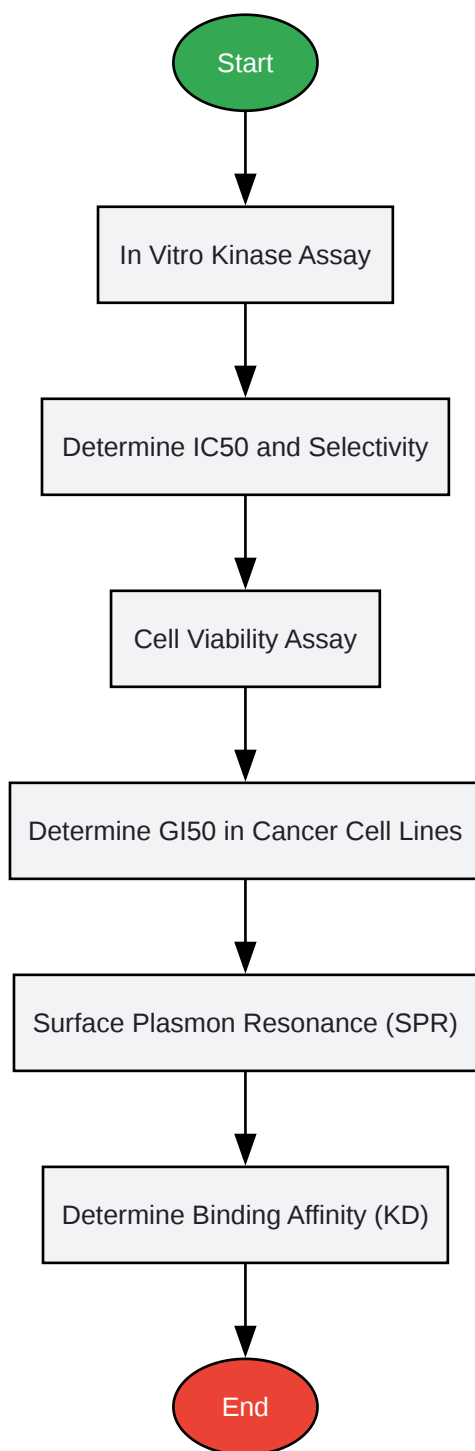 Start
In Vitro Kinase Assay
Determine IC50 and Selectivity
Cell Viability Assay
Determine GI50 in Cancer Cell Lines
Surface Plasmon Resonance (SPR)
Determine Binding Affinity (KD)
End